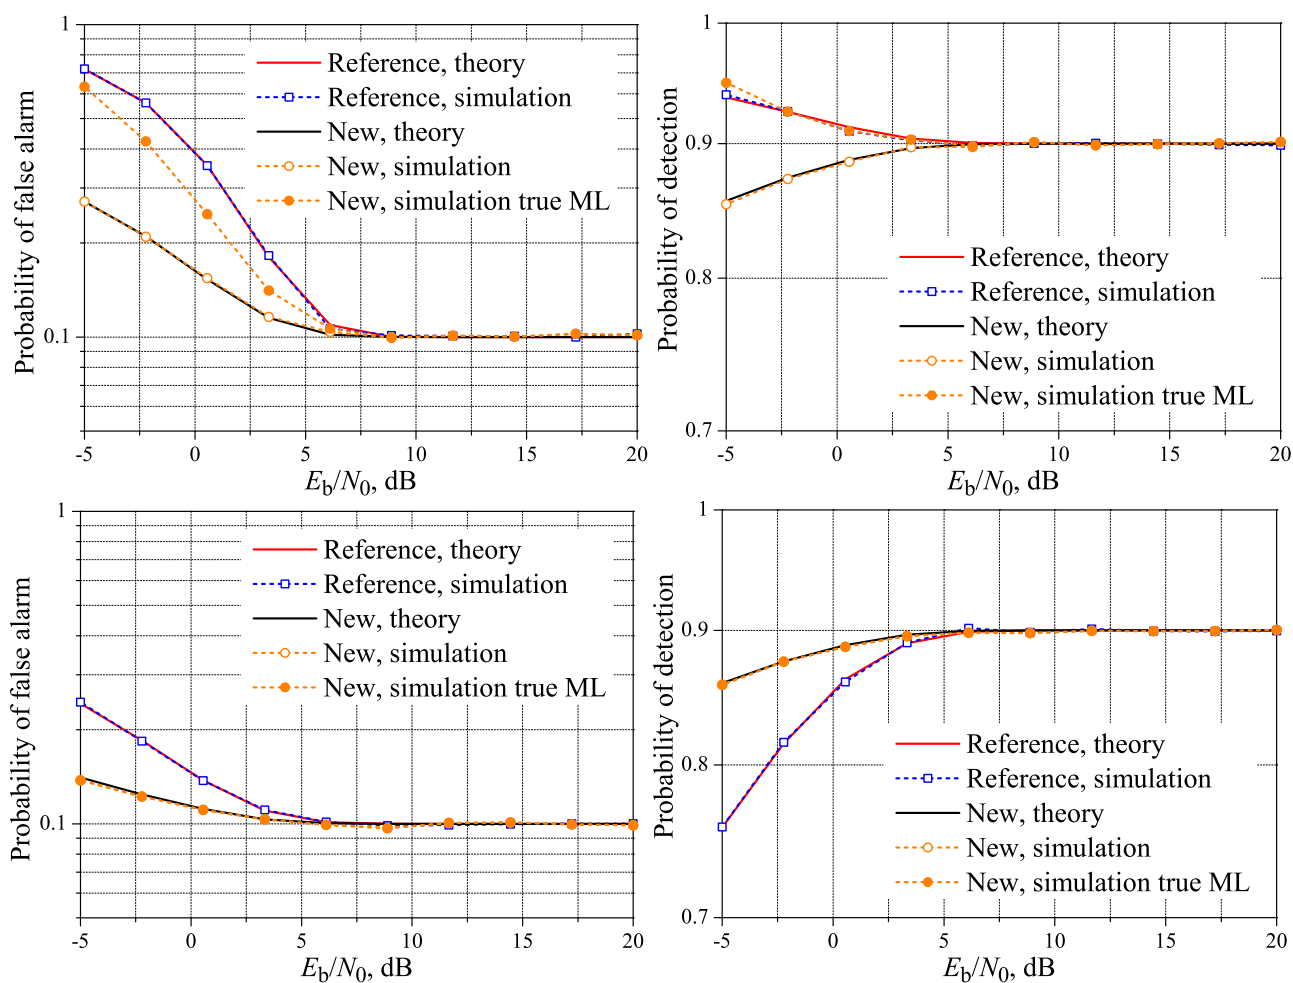 1
Probability of false alarm
Reference, theory
Reference, simulation
New, theory
New, simulation
New, simulation true ML
0.1
-5 0 5 10 15 20
Eb/N0, dB
1
Probability of detection
0.9
0.8
Reference, theory
Reference, simulation
New, theory
New, simulation
New, simulation true ML
0.7
-5 0 5 10 15 20
Eb/N0, dB
1
Probability of false alarm
Reference, theory
Reference, simulation
New, theory
New, simulation
New, simulation true ML
0.1
-5 0 5 10 15 20
Eb/N0, dB
1
Probability of detection
0.9
0.8
Reference, theory
Reference, simulation
New, theory
New, simulation
New, simulation true ML
0.7
-5 0 5 10 15 20
Eb/N0, dB